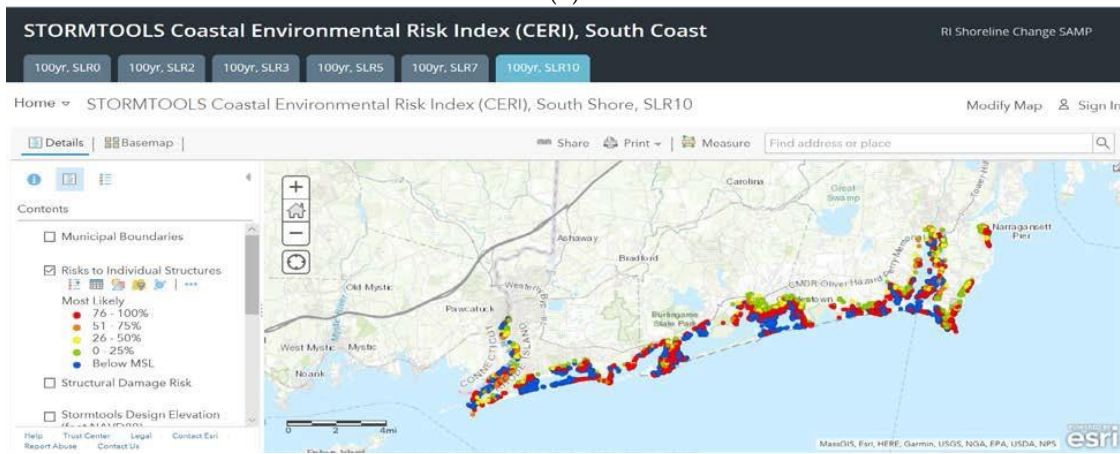 STORMTOOLS Coastal Environmental Risk Index (CERI), South Coast
RI Shoreline Change SAMP
100yr, SLR0
100yr, SLR2
100yr, SLR3
100yr, SLR5
100yr, SLR7
100yr, SLR10
Home
STORMTOOLS Coastal Environmental Risk Index (CERI), South Shore, SLR10
Modify Map
Sign In
Details
Basemap
Share
Print
Measure
Find address or place
Contents
Municipal Boundaries
Risks to Individual Structures
Most Likely
76 - 100%
51 - 75%
26 - 50%
0 - 25%
Below MSL
Structural Damage Risk
Stormtools Design Elevation
Help
Trust Center
Legal
Contact Esri
Report Abuse
Contact Us
Carolina
Great
Swamp
Narragansett
Pier
Ashaway
Bradford
Old Mystic
Pawcatuck
Burlingame
State Park
West Mystic
Mystic
Noank
CONNECTICUT
0 2 4mi
MassGIS, Esri, HERE, Garmin, USGS, NGA, EPA, USDA, NPS
POWERED BY
esri